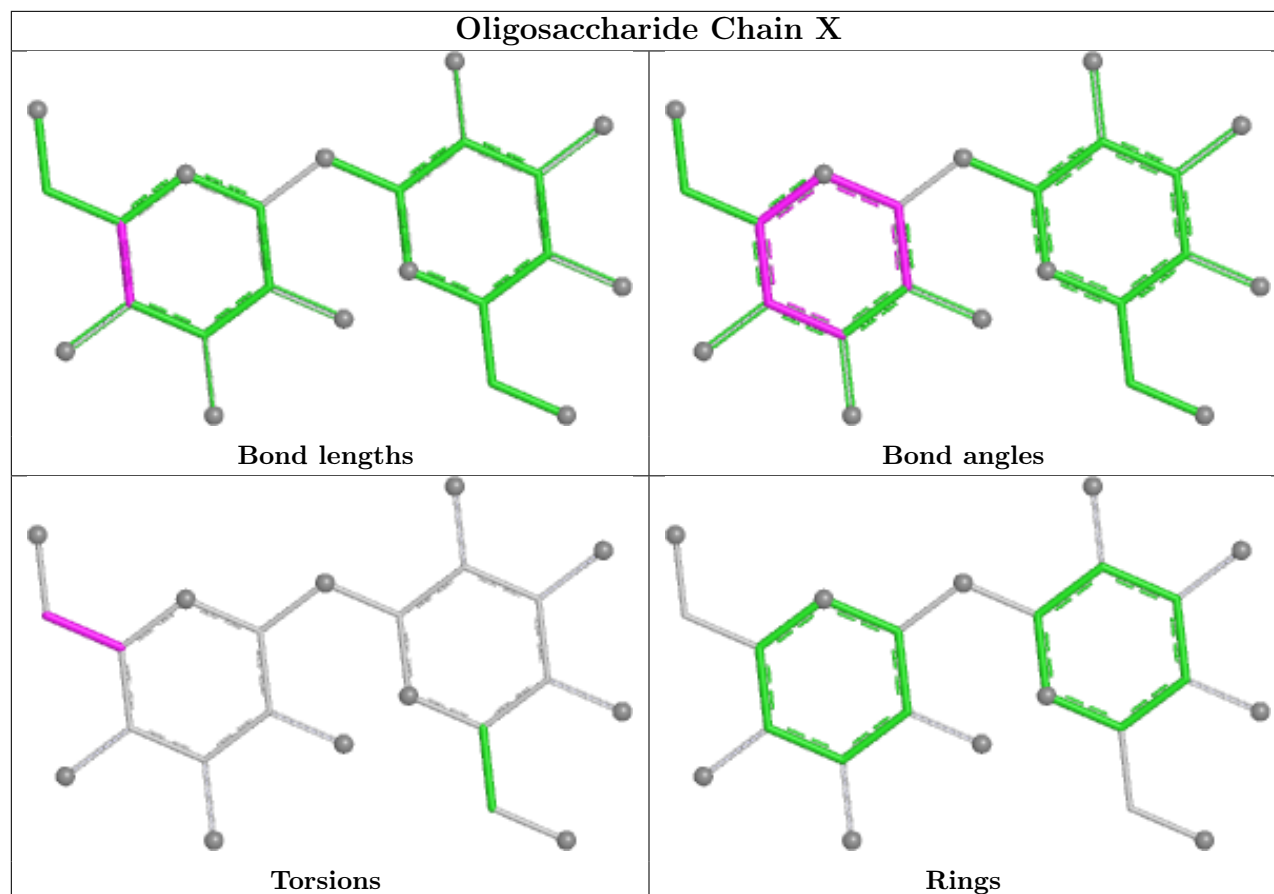 Oligosaccharide Chain X
Bond lengths
Bond angles
Torsions
Rings